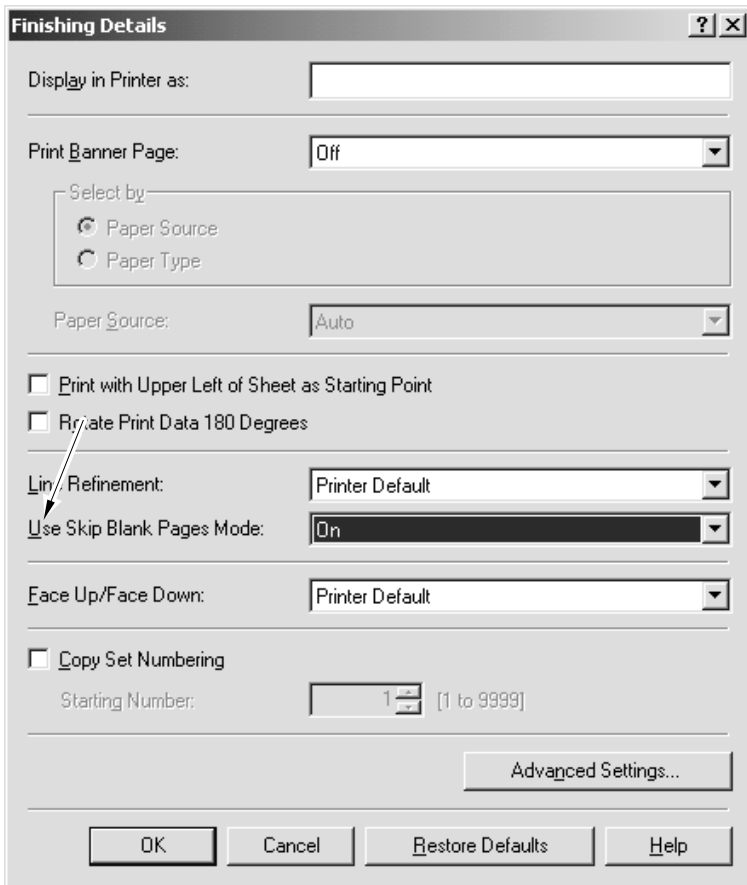 Finishing Details
Display in Printer as:
Print Banner Page: Off
Select by
Paper Source
Paper Type
Paper Source: Auto
Print with Upper Left of Sheet as Starting Point
Rotate Print Data 180 Degrees
Line Refinement: Printer Default
Use Skip Blank Pages Mode: On
Face Up/Face Down: Printer Default
Copy Set Numbering
Starting Number: 1 [1 to 9999]
Advanced Settings...
OK Cancel Restore Defaults Help